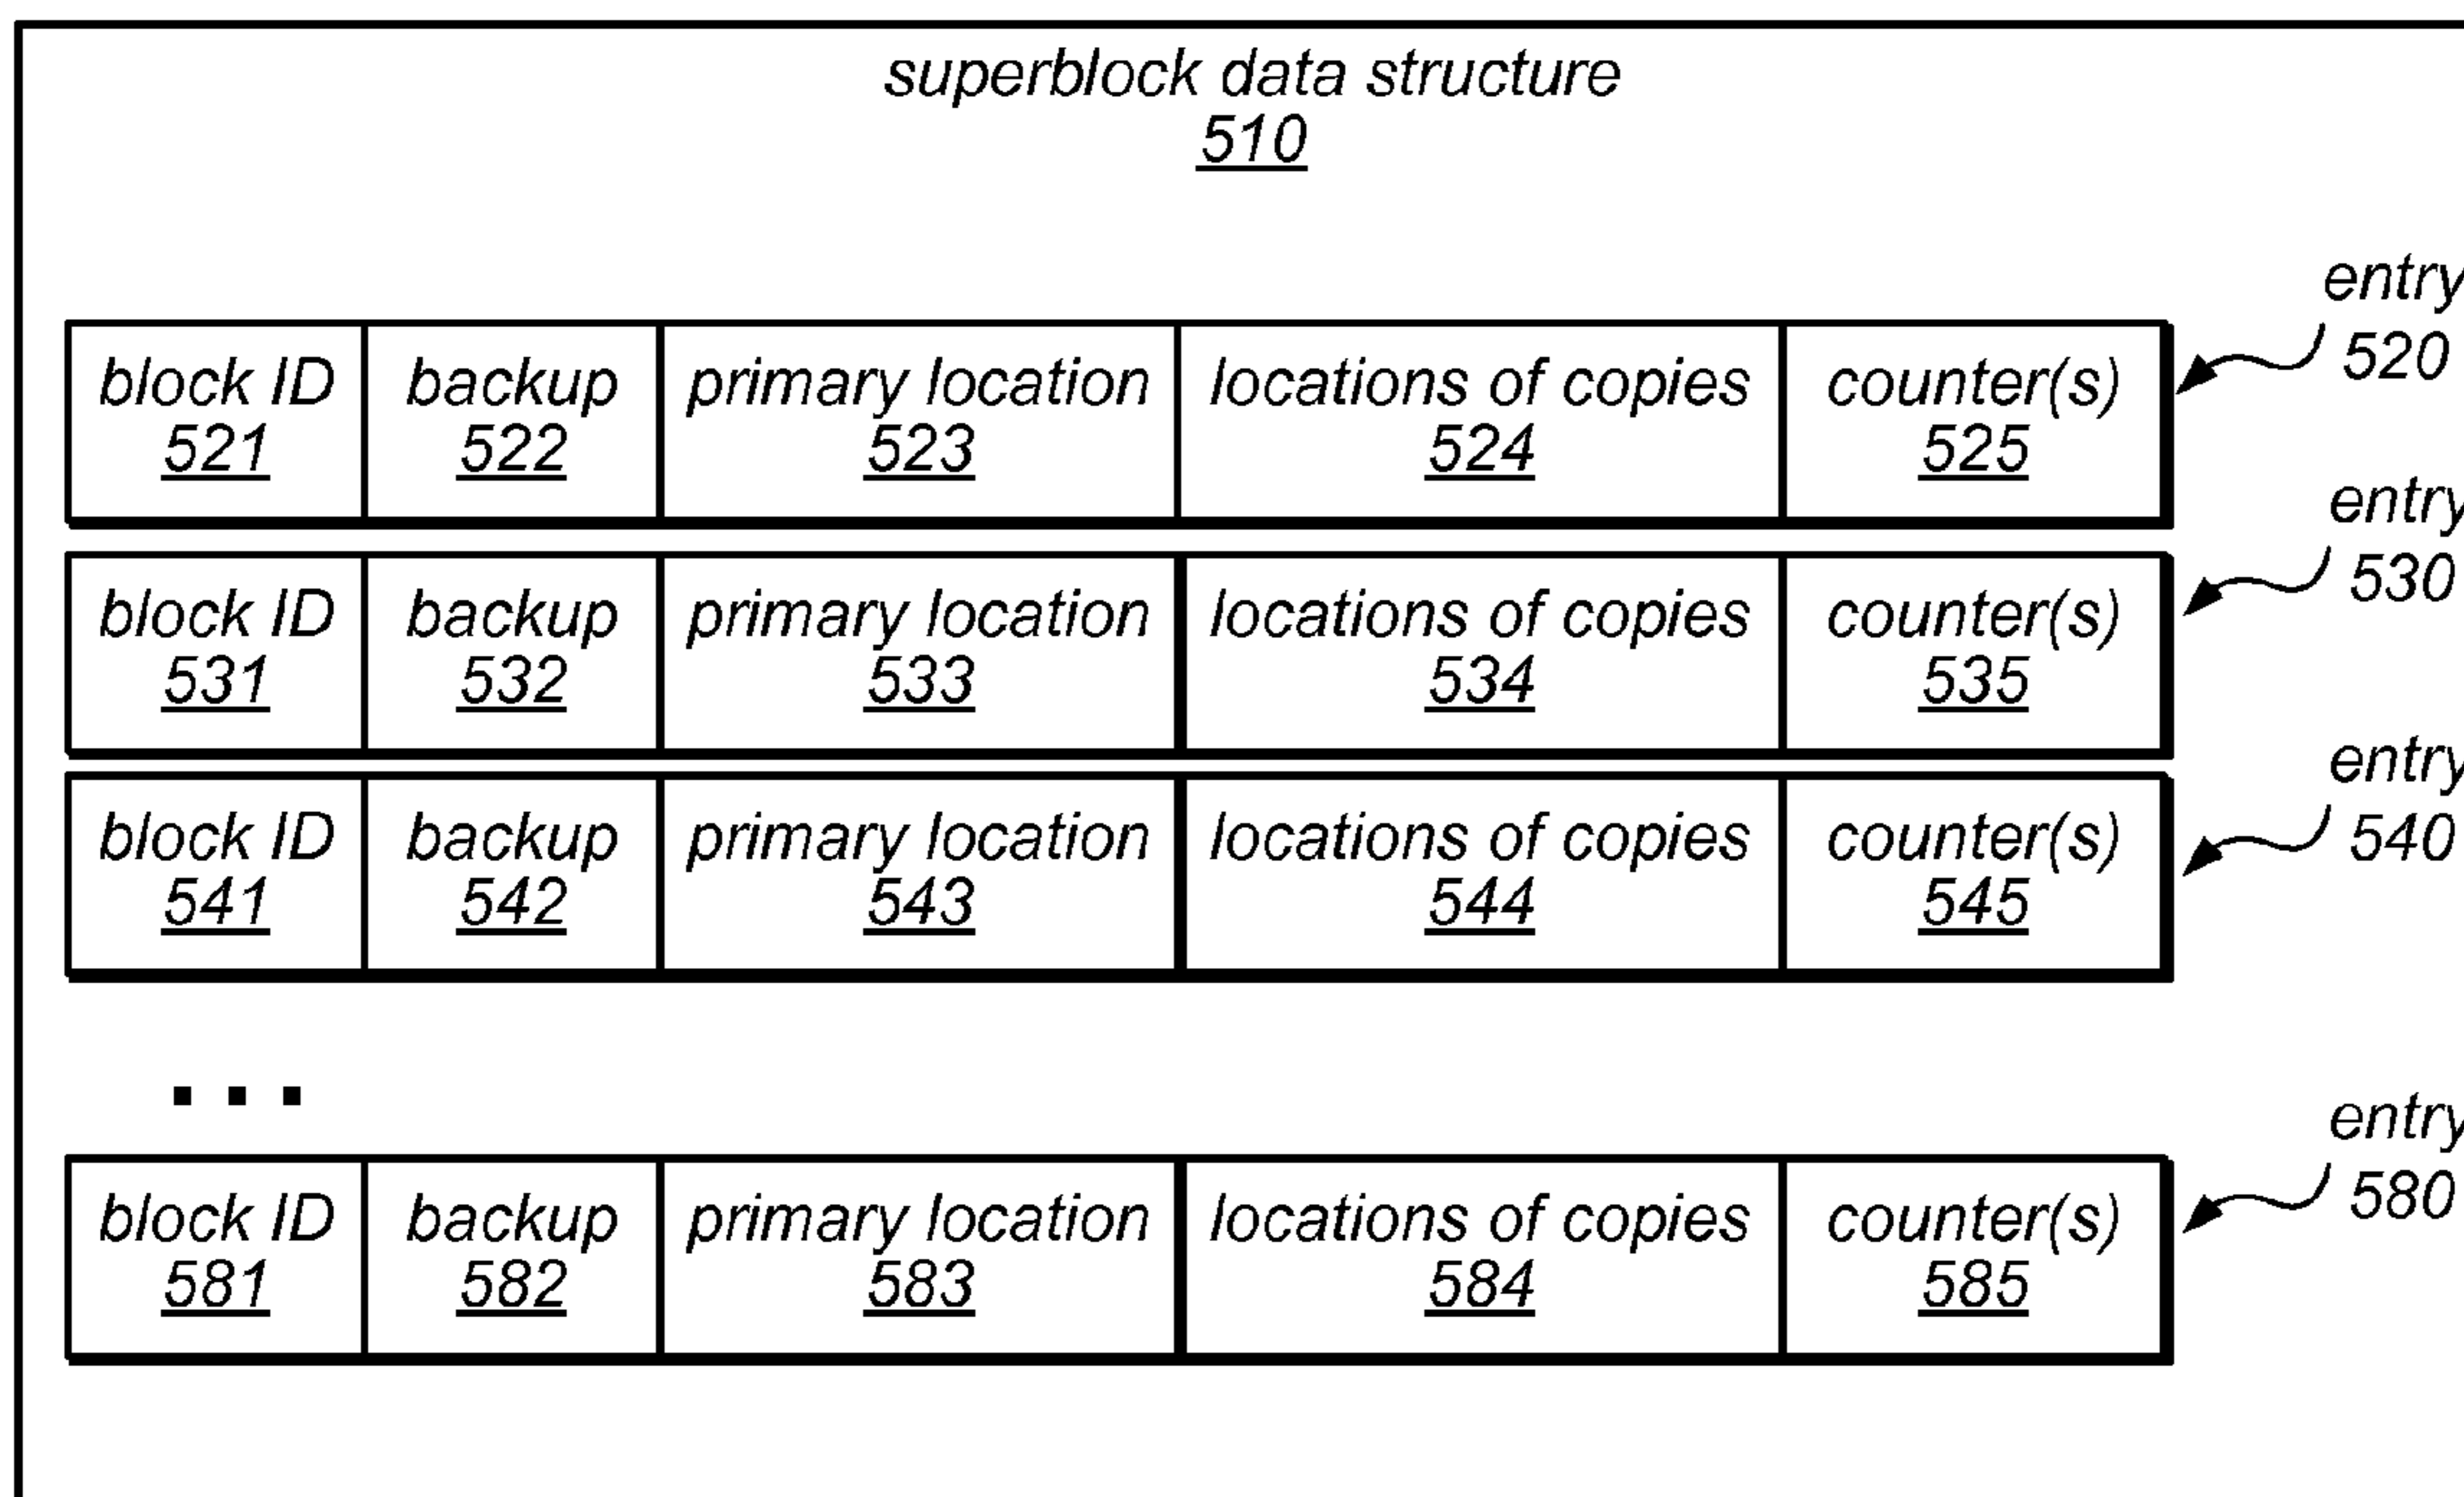 superblock data structure
510
entry
520
block ID backup primary location locations of copies counter(s)
521 522 523 524 525
entry
530
block ID backup primary location locations of copies counter(s)
531 532 533 534 535
entry
540
block ID backup primary location locations of copies counter(s)
541 542 543 544 545
...
entry
580
block ID backup primary location locations of copies counter(s)
581 582 583 584 585